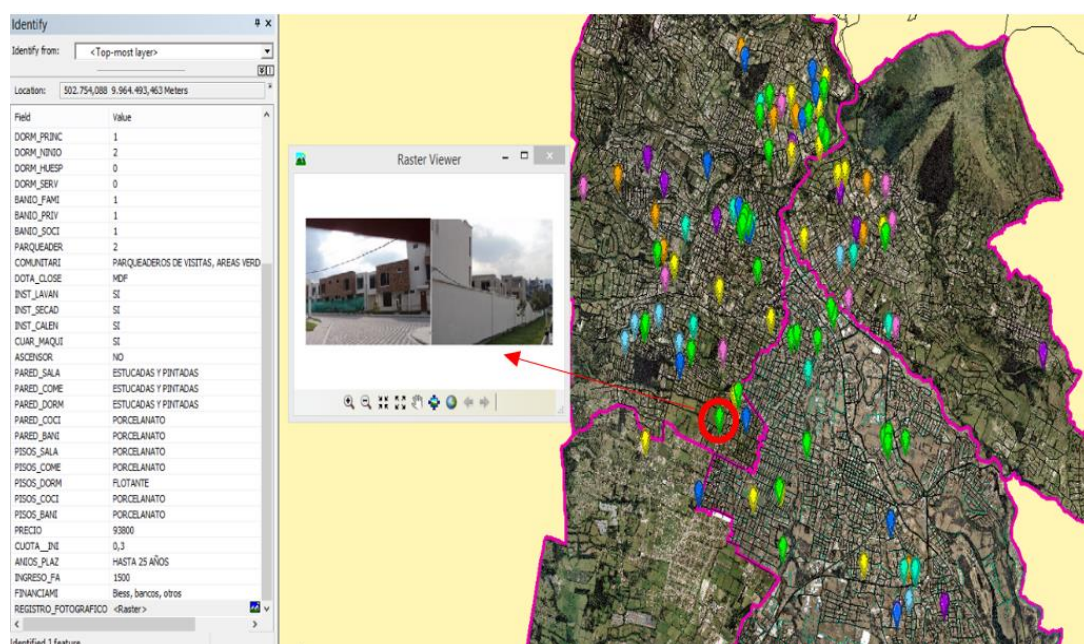 Identify
Identify from: <Top-most layer>
Location: 502.754,088 9.964.493,463 Meters
Field Value
DORM_PRINC 1
DORM_NINIO 2
DORM_HUESP 0
DORM_SERV 0
BANIO_FAMI 1
BANIO_PRIV 1
BANIO_SOCI 1
PARQUEADER 2
COMUNITARI PARQUEADEROS DE VISITAS, AREAS VERD
DOTA_CLOSE MDF
INST_LAVAN SI
INST_SECAD SI
INST_CALEN SI
CUAR_MAQUI SI
ASCENSOR NO
PARED_SALA ESTUCADAS Y PINTADAS
PARED_COME ESTUCADAS Y PINTADAS
PARED_DORM ESTUCADAS Y PINTADAS
PARED_COCI PORCELANATO
PARED_BANI PORCELANATO
PISOS_SALA PORCELANATO
PISOS_COME PORCELANATO
PISOS_DORM FLOTANTE
PISOS_COCI PORCELANATO
PISOS_BANI PORCELANATO
PRECIO 93800
CUOTA__INI 0,3
ANIOS_PLAZ HASTA 25 AÑOS
INGRESO_FA 1500
FINANCIAMI Biess, bancos, otros
REGISTRO_FOTOGRAFICO <Raster>
Identified 1 feature
Raster Viewer